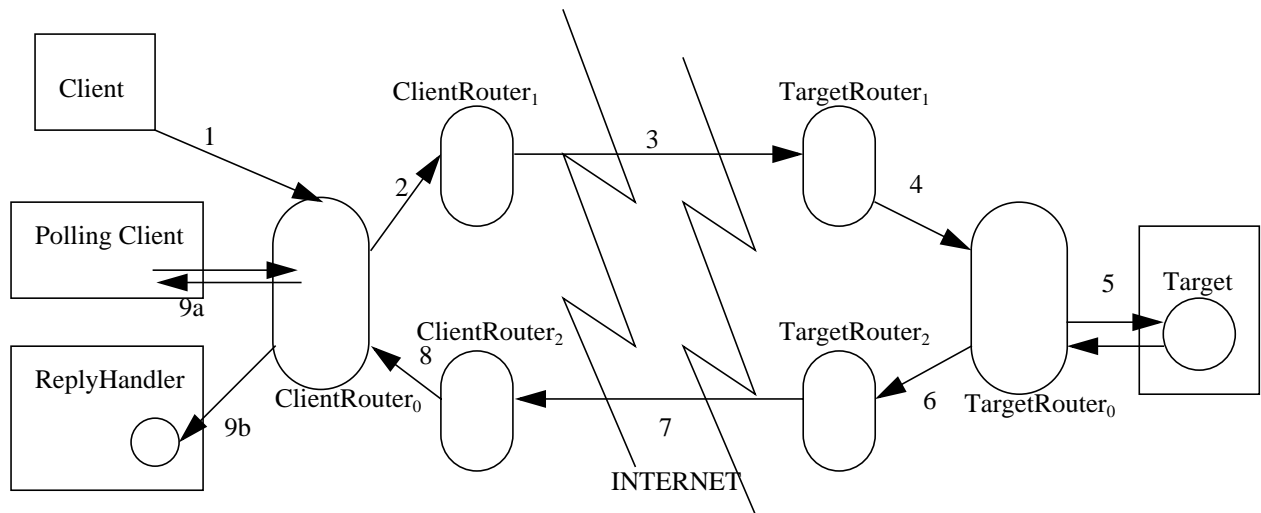 Client
1
ClientRouter₁
2
3
TargetRouter₁
4
Polling Client
9a
5
Target
ReplyHandler
9b
ClientRouter₀
ClientRouter₂
8
7
TargetRouter₂
6
TargetRouter₀
INTERNET